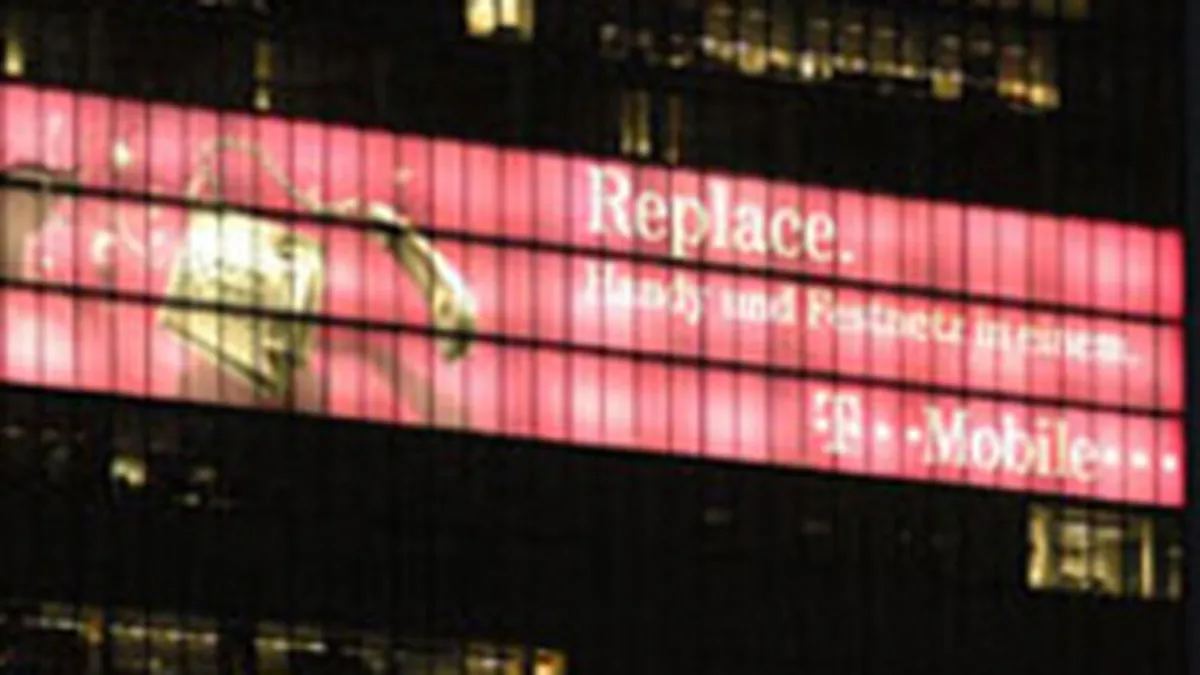 Replace.
Handy und Festnetz in einem.
T··Mobile···